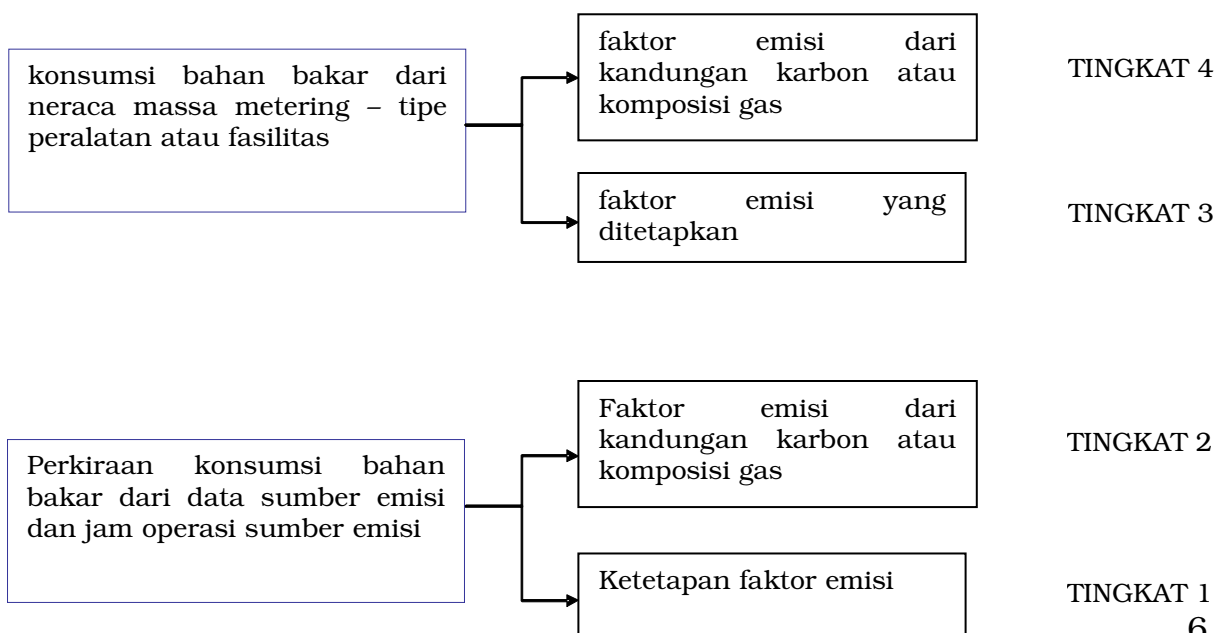 konsumsi bahan bakar dari
neraca massa metering – tipe
peralatan atau fasilitas
faktor emisi dari
kandungan karbon atau
komposisi gas
TINGKAT 4
faktor emisi yang
ditetapkan
TINGKAT 3
Perkiraan konsumsi bahan
bakar dari data sumber emisi
dan jam operasi sumber emisi
Faktor emisi dari
kandungan karbon atau
komposisi gas
TINGKAT 2
Ketetapan faktor emisi
TINGKAT 1
6